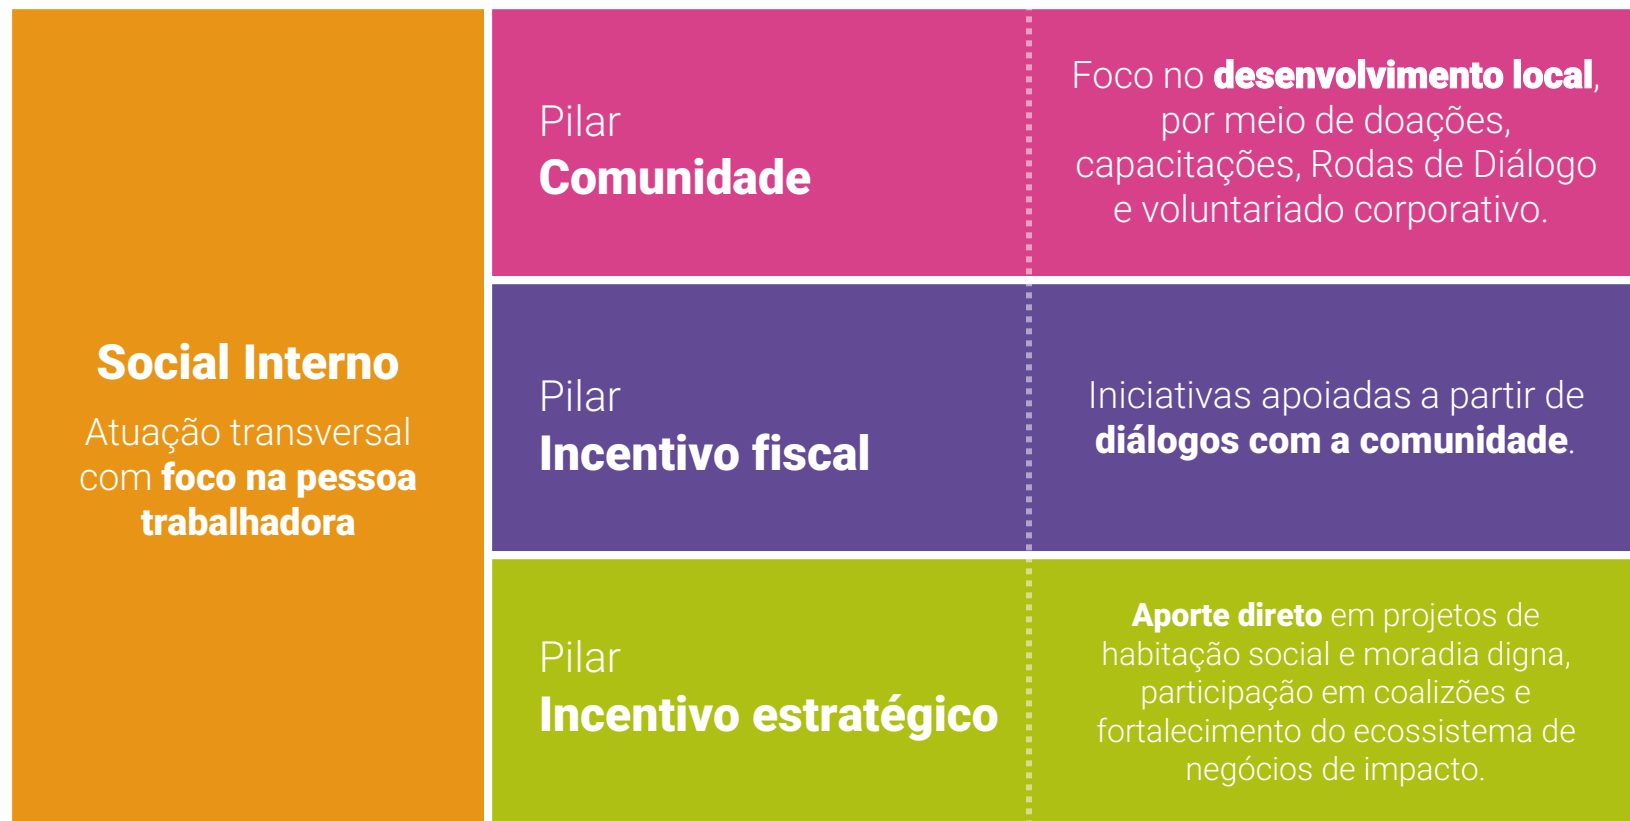 Social Interno
Atuação transversal
com foco na pessoa
trabalhadora
Pilar
Comunidade
Foco no desenvolvimento local,
por meio de doações,
capacitações, Rodas de Diálogo
e voluntariado corporativo.
Pilar
Incentivo fiscal
Iniciativas apoiadas a partir de
diálogos com a comunidade.
Pilar
Incentivo estratégico
Aporte direto em projetos de
habitação social e moradia digna,
participação em coalizões e
fortalecimento do ecossistema de
negócios de impacto.